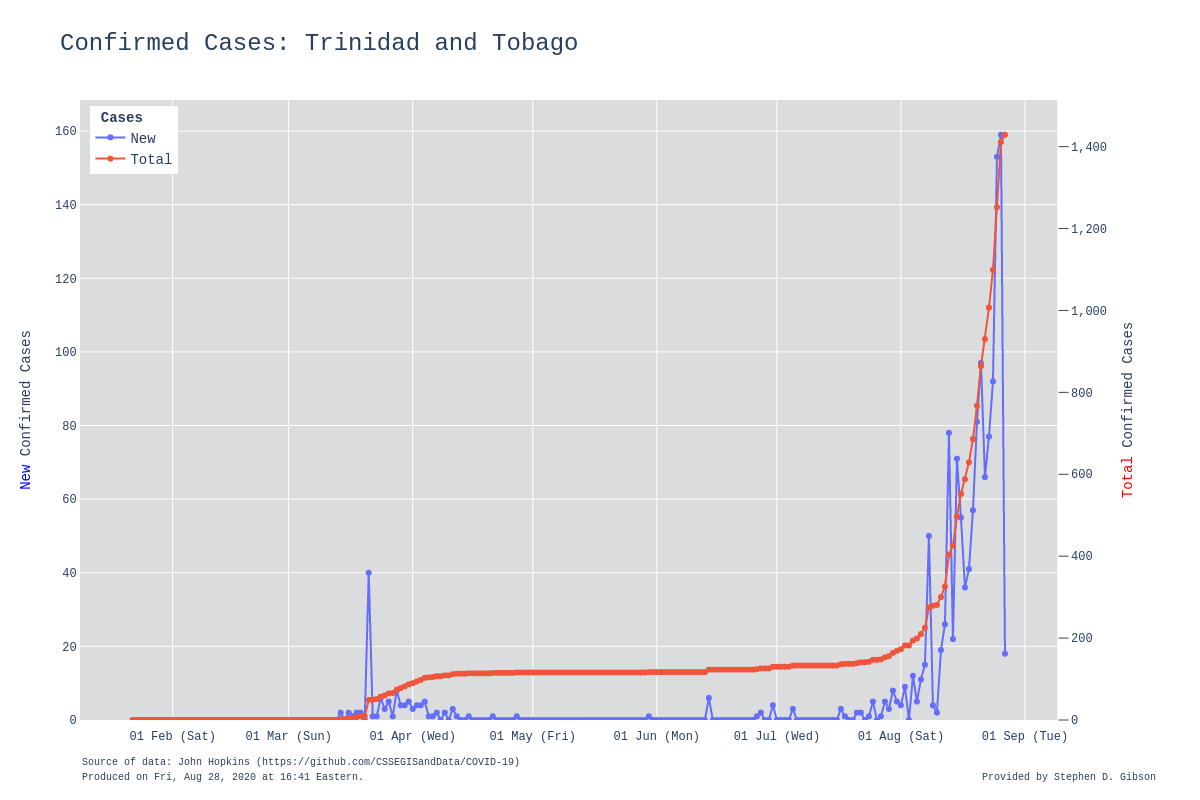 Confirmed Cases: Trinidad and Tobago
Cases
New
Total
160
140
120
100
80
60
40
20
0
New Confirmed Cases
1,400
1,200
1,000
800
600
400
200
0
Total Confirmed Cases
01 Feb (Sat)
01 Mar (Sun)
01 Apr (Wed)
01 May (Fri)
01 Jun (Mon)
01 Jul (Wed)
01 Aug (Sat)
01 Sep (Tue)
Source of data: John Hopkins (https://github.com/CSSEGISandData/COVID-19)
Produced on Fri, Aug 28, 2020 at 16:41 Eastern.
Provided by Stephen D. Gibson